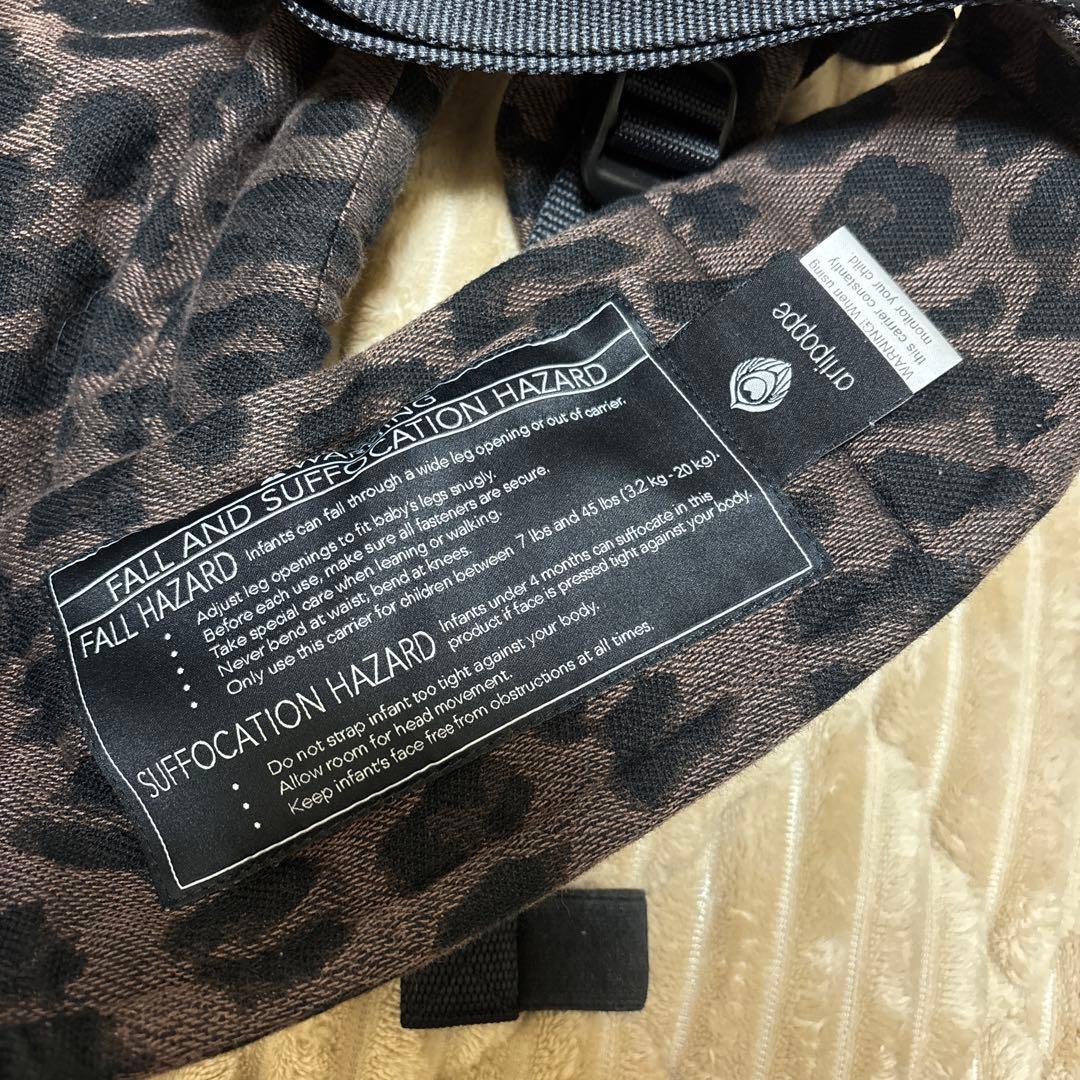 WARNING
FALL AND SUFFOCATION HAZARD
FALL HAZARD Infants can fall through a wide leg opening or out of carrier.
• Adjust leg openings to fit baby's legs snugly.
• Before each use, make sure all fasteners are secure.
• Take special care when leaning or walking.
• Never bend at waist; bend at knees.
• Only use this carrier for children between 7 lbs and 45 lbs (3.2 kg - 20 kg).
SUFFOCATION HAZARD Infants under 4 months can suffocate in this
product if face is pressed tight against your body.
• Do not strap infant too tight against your body.
• Allow room for head movement.
• Keep infant's face free from obstructions at all times.
artipoppe
WARNING: When using
this carrier constantly
monitor your child